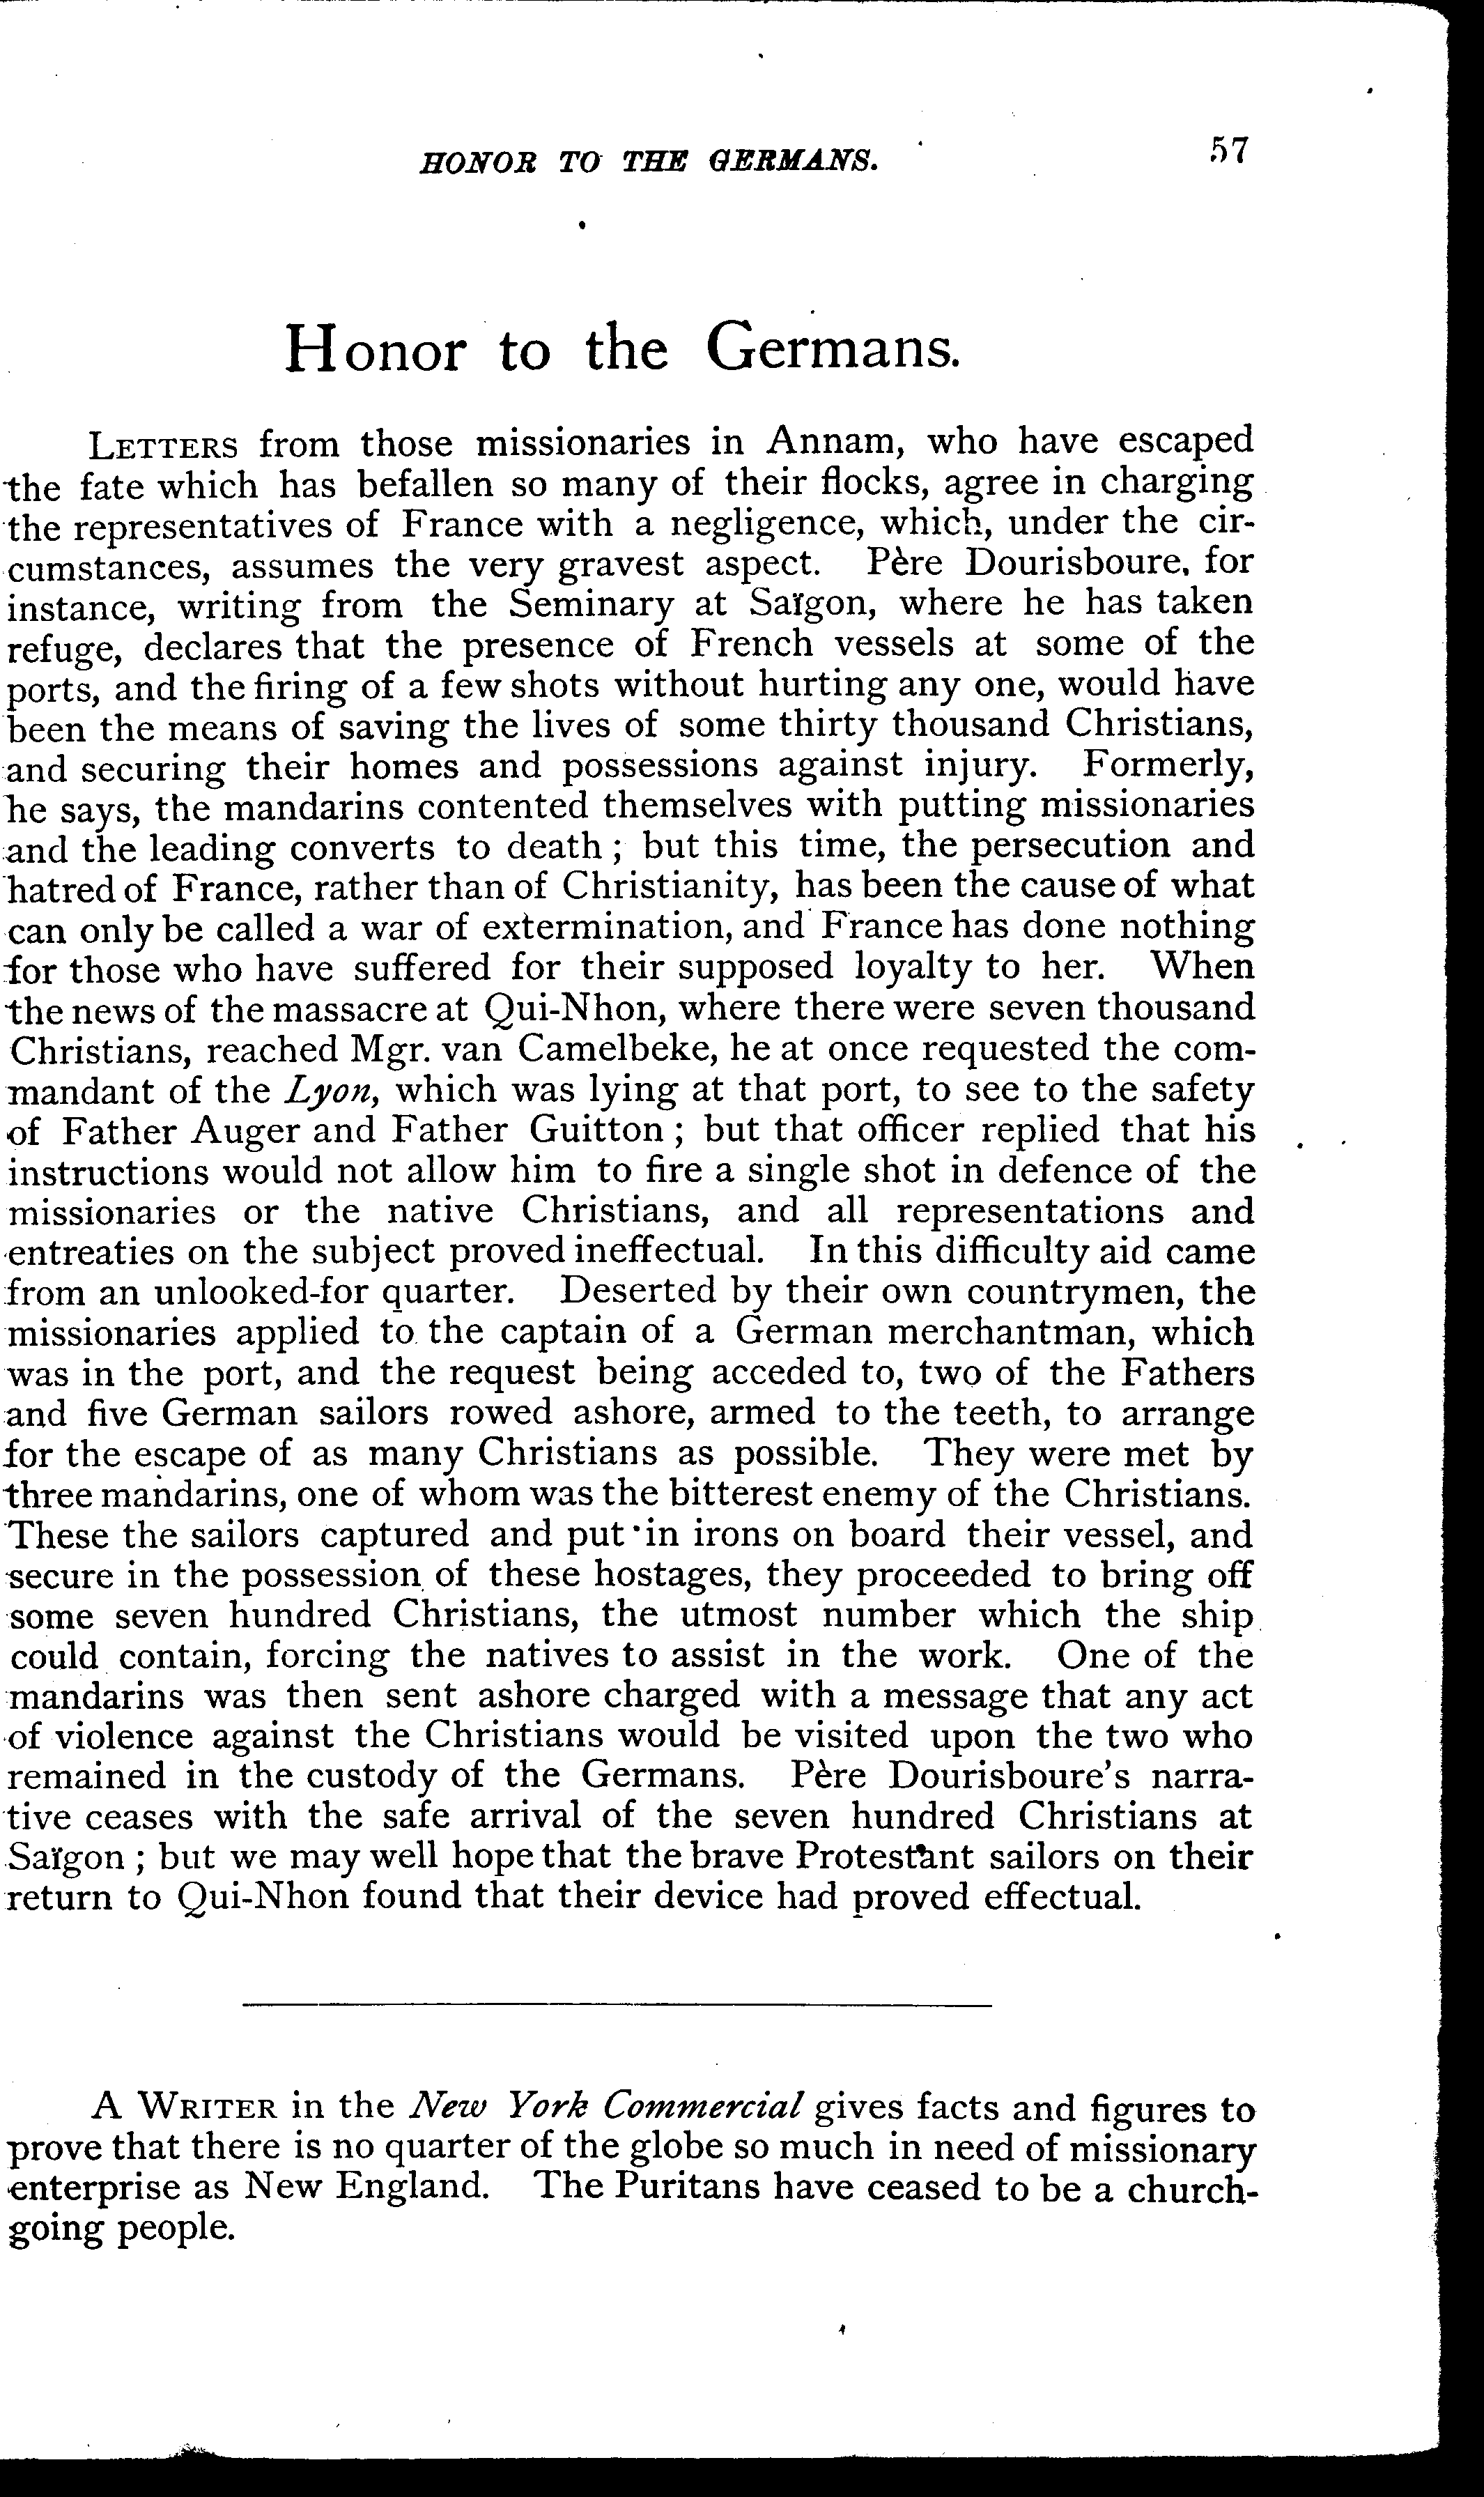 HONOR TO THE GERMANS. 57
Honor to the Germans.
LETTERS from those missionaries in Annam, who have escaped
the fate which has befallen so many of their flocks, agree in charging
the representatives of France with a negligence, which, under the cir-
cumstances, assumes the very gravest aspect. Père Dourisboure, for
instance, writing from the Seminary at Saïgon, where he has taken
refuge, declares that the presence of French vessels at some of the
ports, and the firing of a few shots without hurting any one, would have
been the means of saving the lives of some thirty thousand Christians,
and securing their homes and possessions against injury. Formerly,
he says, the mandarins contented themselves with putting missionaries
and the leading converts to death ; but this time, the persecution and
hatred of France, rather than of Christianity, has been the cause of what
can only be called a war of extermination, and France has done nothing
for those who have suffered for their supposed loyalty to her. When
the news of the massacre at Qui-Nhon, where there were seven thousand
Christians, reached Mgr. van Camelbeke, he at once requested the com-
mandant of the Lyon, which was lying at that port, to see to the safety
of Father Auger and Father Guitton ; but that officer replied that his
instructions would not allow him to fire a single shot in defence of the
missionaries or the native Christians, and all representations and
entreaties on the subject proved ineffectual. In this difficulty aid came
from an unlooked-for quarter. Deserted by their own countrymen, the
missionaries applied to the captain of a German merchantman, which
was in the port, and the request being acceded to, two of the Fathers
and five German sailors rowed ashore, armed to the teeth, to arrange
for the escape of as many Christians as possible. They were met by
three mandarins, one of whom was the bitterest enemy of the Christians.
These the sailors captured and put in irons on board their vessel, and
secure in the possession of these hostages, they proceeded to bring off
some seven hundred Christians, the utmost number which the ship
could contain, forcing the natives to assist in the work. One of the
mandarins was then sent ashore charged with a message that any act
of violence against the Christians would be visited upon the two who
remained in the custody of the Germans. Père Dourisboure's narra-
tive ceases with the safe arrival of the seven hundred Christians at
Saïgon ; but we may well hope that the brave Protestant sailors on their
return to Qui-Nhon found that their device had proved effectual.
A WRITER in the New York Commercial gives facts and figures to
prove that there is no quarter of the globe so much in need of missionary
enterprise as New England. The Puritans have ceased to be a church-
going people.